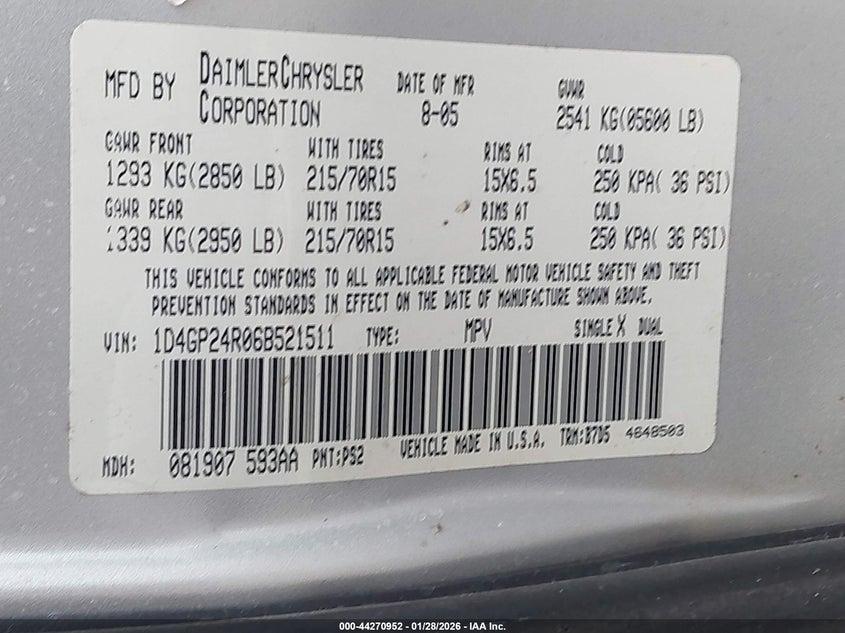 MFD BY DAIMLERCHRYSLER CORPORATION DATE OF MFR 8-05 GVWR 2541 KG(05600 LB)
GAWR FRONT WITH TIRES RIMS AT COLD
1293 KG(2850 LB) 215/70R15 15X6.5 250 KPA( 36 PSI)
GAWR REAR WITH TIRES RIMS AT COLD
1339 KG(2950 LB) 215/70R15 15X6.5 250 KPA( 36 PSI)
THIS VEHICLE CONFORMS TO ALL APPLICABLE FEDERAL MOTOR VEHICLE SAFETY AND THEFT
PREVENTION STANDARDS IN EFFECT ON THE DATE OF MANUFACTURE SHOWN ABOVE.
VIN: 1D4GP24R06B521511 TYPE: MPV SINGLE X DUAL
MDH: 081907 593AA PNT:PS2 VEHICLE MADE IN U.S.A. TRM:B7D5 4648503
000-44270952 - 01/28/2026 - IAA Inc.